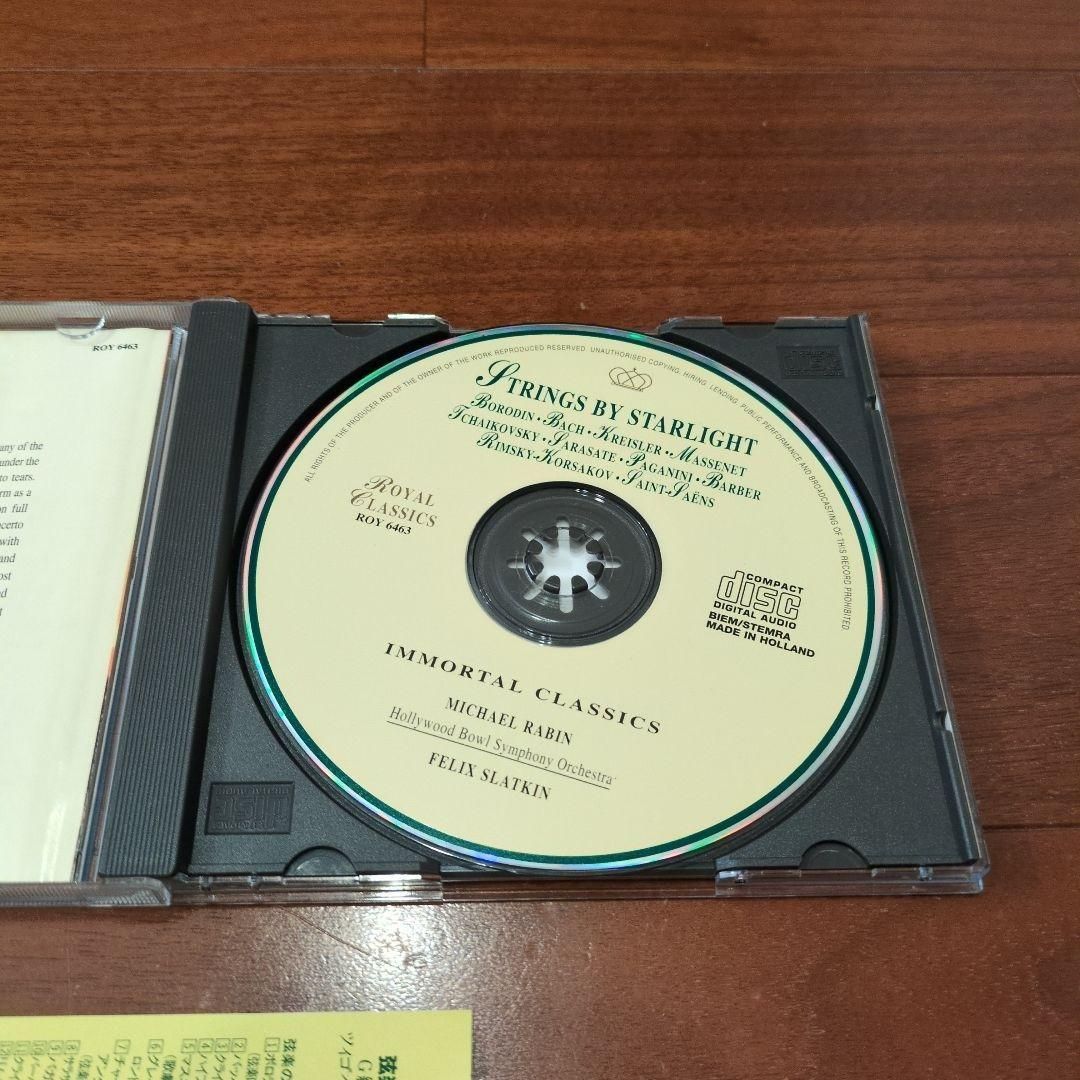 ROY 6463
any of the
under the
to tears.
rm as a
on full
certo
with
and
ost
nd
t
ALL RIGHTS OF THE PRODUCER AND OF THE OWNER OF THE WORK REPRODUCED RESERVED. UNAUTHORISED COPYING, HIRING, LENDING, PUBLIC PERFORMANCE AND BROADCASTING OF THIS RECORD PROHIBITED
STRINGS BY STARLIGHT
BORODIN · BACH · KREISLER · MASSENET
TCHAIKOVSKY · SARASATE · PAGANINI · BARBER
RIMSKY-KORSAKOV · SAINT-SAËNS
ROYAL
CLASSICS
ROY 6463
COMPACT
disc
DIGITAL AUDIO
BIEM/STEMRA
MADE IN HOLLAND
IMMORTAL CLASSICS
MICHAEL RABIN
Hollywood Bowl Symphony Orchestra
FELIX SLATKIN